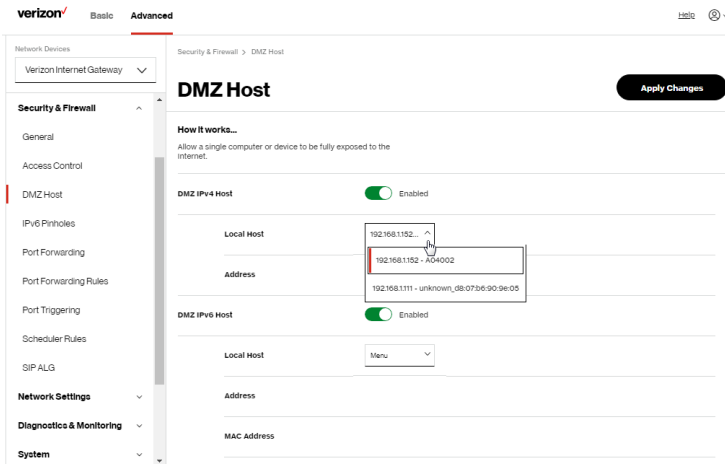 verizon✓ Basic Advanced Help
Network Devices
Verizon Internet Gateway
Security & Firewall
General
Access Control
DMZ Host
IPv6 Pinholes
Port Forwarding
Port Forwarding Rules
Port Triggering
Scheduler Rules
SIP ALG
Network Settings
Diagnostics & Monitoring
System
Security & Firewall > DMZ Host
DMZ Host
Apply Changes
How it works...
Allow a single computer or device to be fully exposed to the
Internet.
DMZ IPv4 Host Enabled
Local Host 192.168.1.152...
192.168.1.152 - A04002
Address
192.168.1.111 - unknown_d8:07:b6:90:9e:05
DMZ IPv6 Host Enabled
Local Host Menu
Address
MAC Address